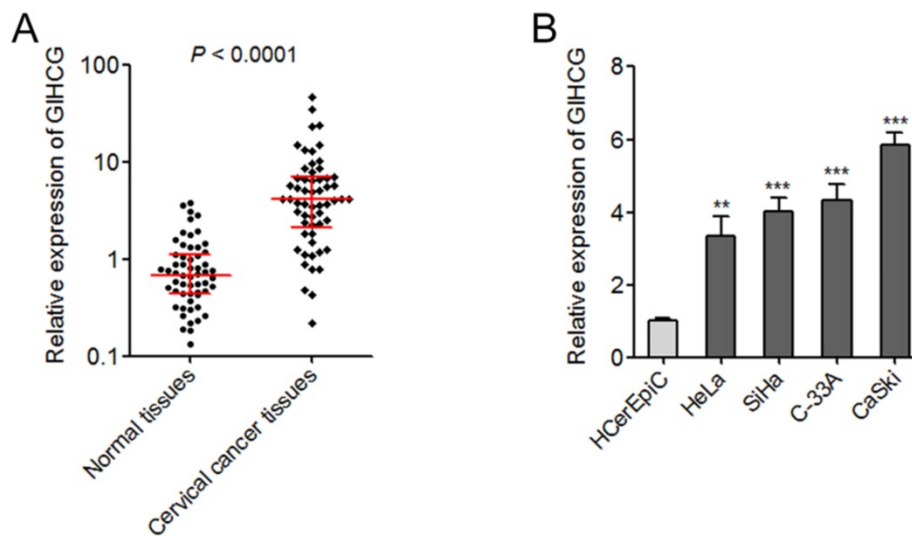 A
P < 0.0001
Relative expression of GIHCG
100
10
1
0.1
Normal tissues
Cervical cancer tissues
B
Relative expression of GIHCG
8
6
4
2
0
**
***
***
***
HCerEpiC
HeLa
SiHa
C-33A
CaSki